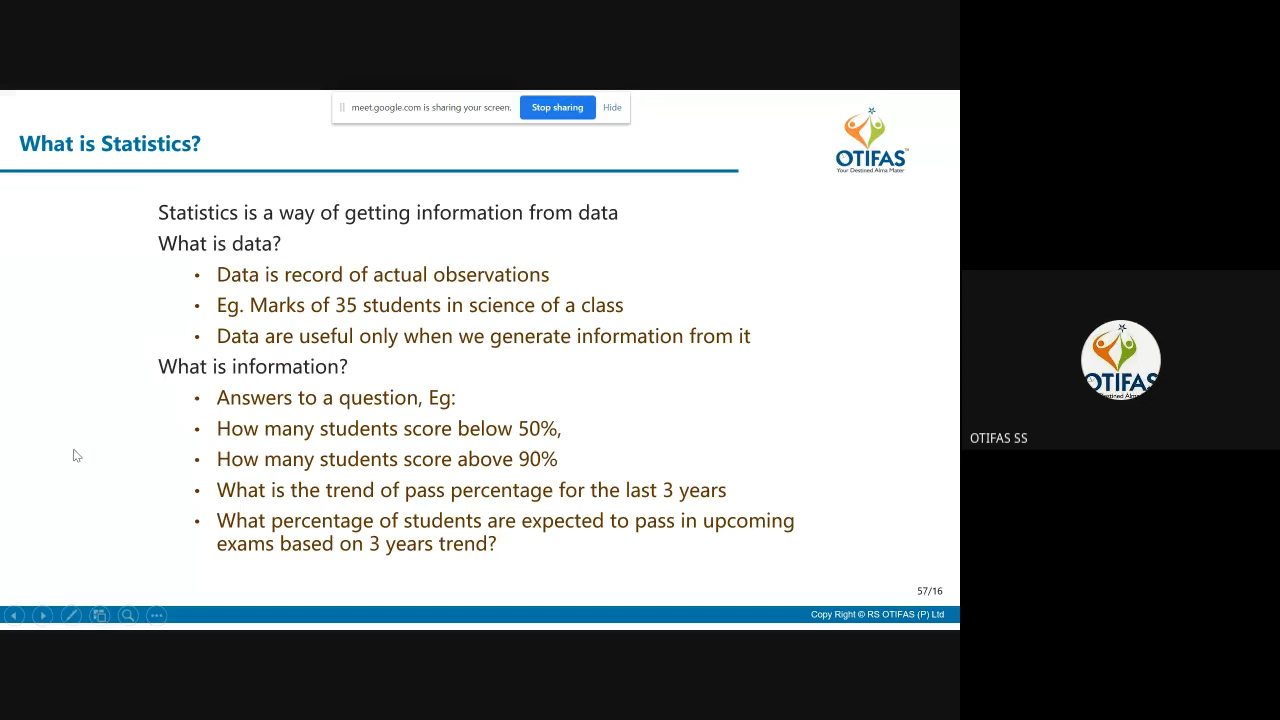 meet.google.com is sharing your screen.
Stop sharing
Hide
What is Statistics?
OTIFAS™
Your Destined Alma Mater
Statistics is a way of getting information from data
What is data?
• Data is record of actual observations
• Eg. Marks of 35 students in science of a class
• Data are useful only when we generate information from it
What is information?
• Answers to a question, Eg:
• How many students score below 50%,
• How many students score above 90%
• What is the trend of pass percentage for the last 3 years
• What percentage of students are expected to pass in upcoming
exams based on 3 years trend?
57/16
Copy Right © RS OTIFAS (P) Ltd
OTIFAS
stined Alma
OTIFAS SS